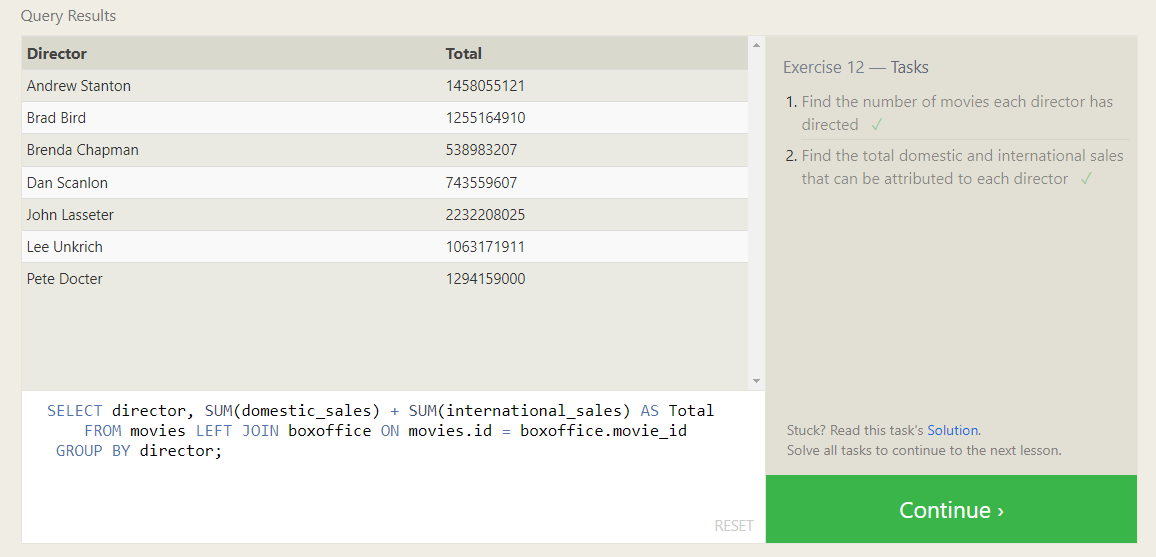 Query Results
Director Total
Andrew Stanton 1458055121
Brad Bird 1255164910
Brenda Chapman 538983207
Dan Scanlon 743559607
John Lasseter 2232208025
Lee Unkrich 1063171911
Pete Docter 1294159000
SELECT director, SUM(domestic_sales) + SUM(international_sales) AS Total
FROM movies LEFT JOIN boxoffice ON movies.id = boxoffice.movie_id
GROUP BY director;
RESET
Exercise 12 — Tasks
1. Find the number of movies each director has
directed ✓
2. Find the total domestic and international sales
that can be attributed to each director ✓
Stuck? Read this task's Solution.
Solve all tasks to continue to the next lesson.
Continue ›